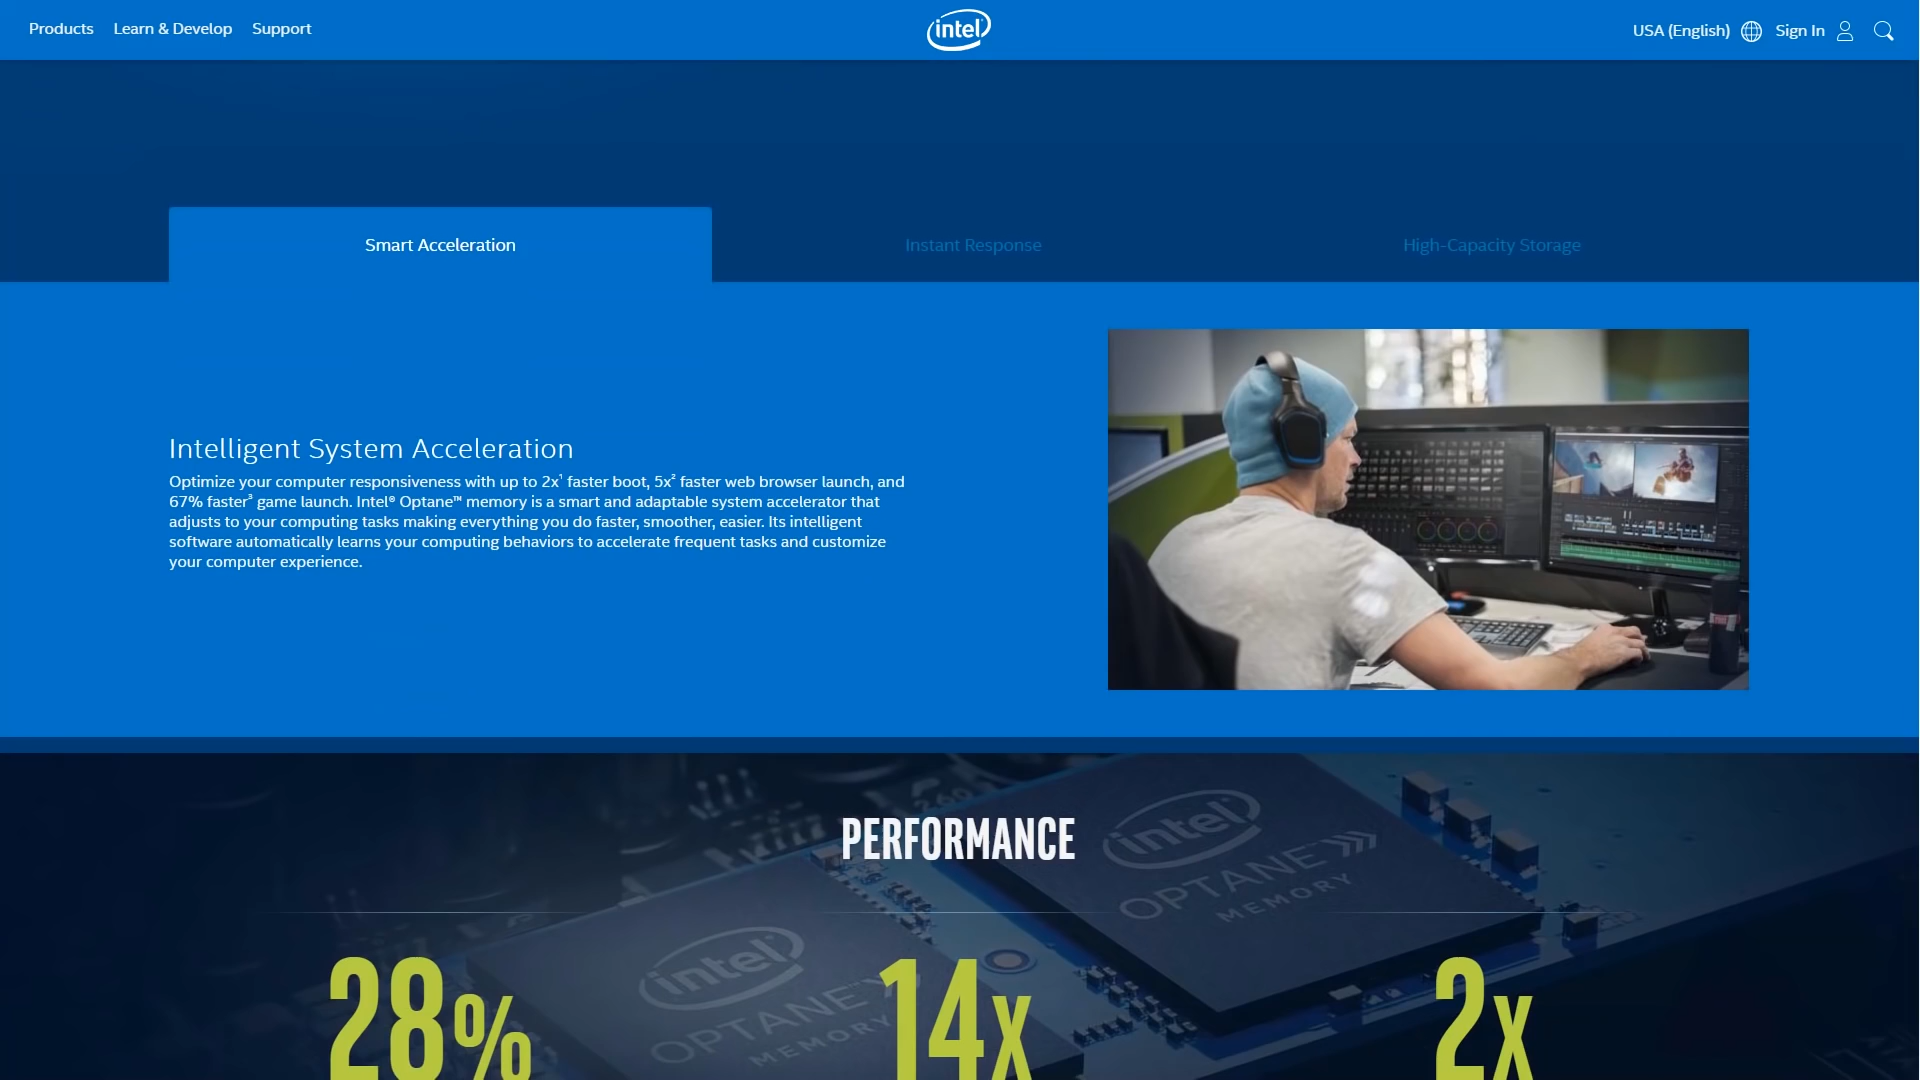 Products
Learn & Develop
Support
intel
USA (English)
Sign In
Smart Acceleration
Instant Response
High-Capacity Storage
Intelligent System Acceleration
Optimize your computer responsiveness with up to 2x¹ faster boot, 5x² faster web browser launch, and
67% faster³ game launch. Intel® Optane™ memory is a smart and adaptable system accelerator that
adjusts to your computing tasks making everything you do faster, smoother, easier. Its intelligent
software automatically learns your computing behaviors to accelerate frequent tasks and customize
your computer experience.
PERFORMANCE
intel
OPTANE™
MEMORY
intel
OPTANE
MEMORY
28%
14x
2x